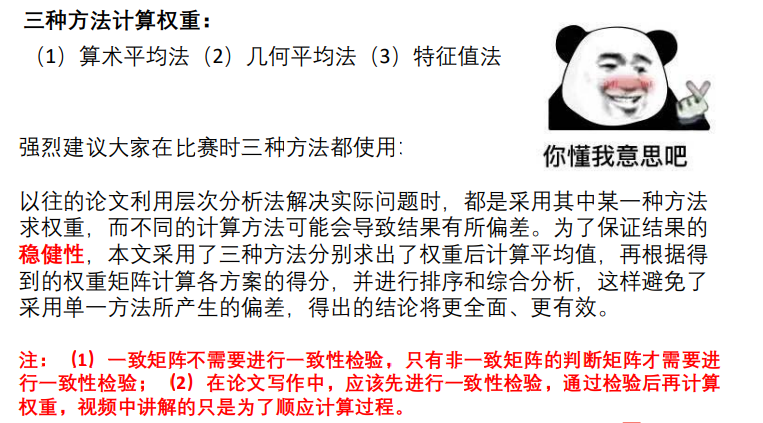 三种方法计算权重：
（1）算术平均法（2）几何平均法（3）特征值法
你懂我意思吧
强烈建议大家在比赛时三种方法都使用:
以往的论文利用层次分析法解决实际问题时，都是采用其中某一种方法
求权重，而不同的计算方法可能会导致结果有所偏差。为了保证结果的
稳健性，本文采用了三种方法分别求出了权重后计算平均值，再根据得
到的权重矩阵计算各方案的得分，并进行排序和综合分析，这样避免了
采用单一方法所产生的偏差，得出的结论将更全面、更有效。
注：（1）一致矩阵不需要进行一致性检验，只有非一致矩阵的判断矩阵才需要进
行一致性检验；（2）在论文写作中，应该先进行一致性检验，通过检验后再计算
权重，视频中讲解的只是为了顺应计算过程。